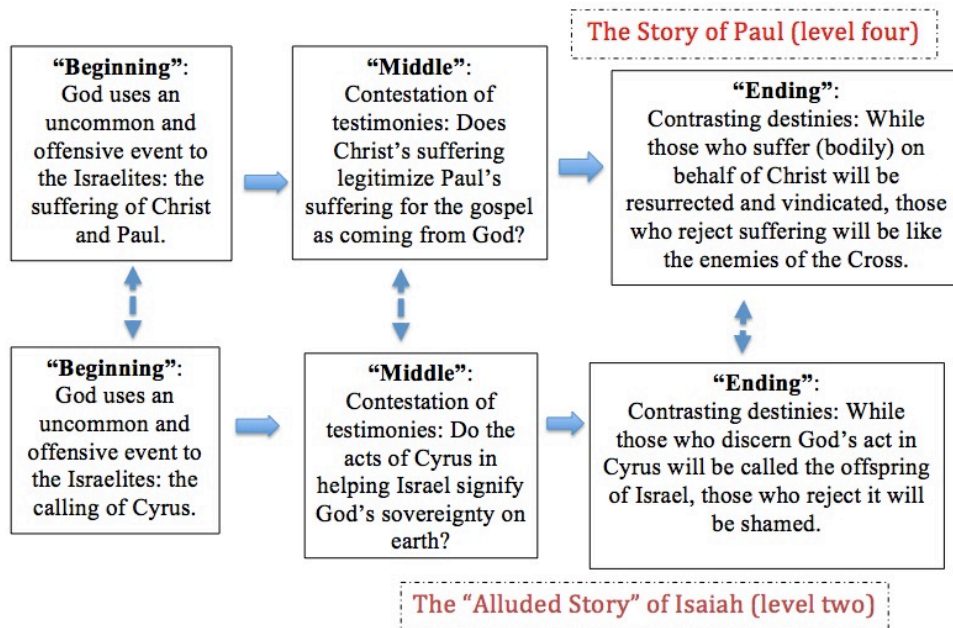 The Story of Paul (level four)
“Beginning”:
God uses an
uncommon and
offensive event to
the Israelites: the
suffering of Christ
and Paul.
“Middle”:
Contestation of
testimonies: Does
Christ’s suffering
legitimize Paul’s
suffering for the gospel
as coming from God?
“Ending”:
Contrasting destinies: While
those who suffer (bodily) on
behalf of Christ will be
resurrected and vindicated, those
who reject suffering will be like
the enemies of the Cross.
“Beginning”:
God uses an
uncommon and
offensive event to
the Israelites: the
calling of Cyrus.
“Middle”:
Contestation of
testimonies: Do the
acts of Cyrus in
helping Israel signify
God’s sovereignty on
earth?
“Ending”:
Contrasting destinies: While
those who discern God’s act in
Cyrus will be called the offspring
of Israel, those who reject it will
be shamed.
The “Alluded Story” of Isaiah (level two)